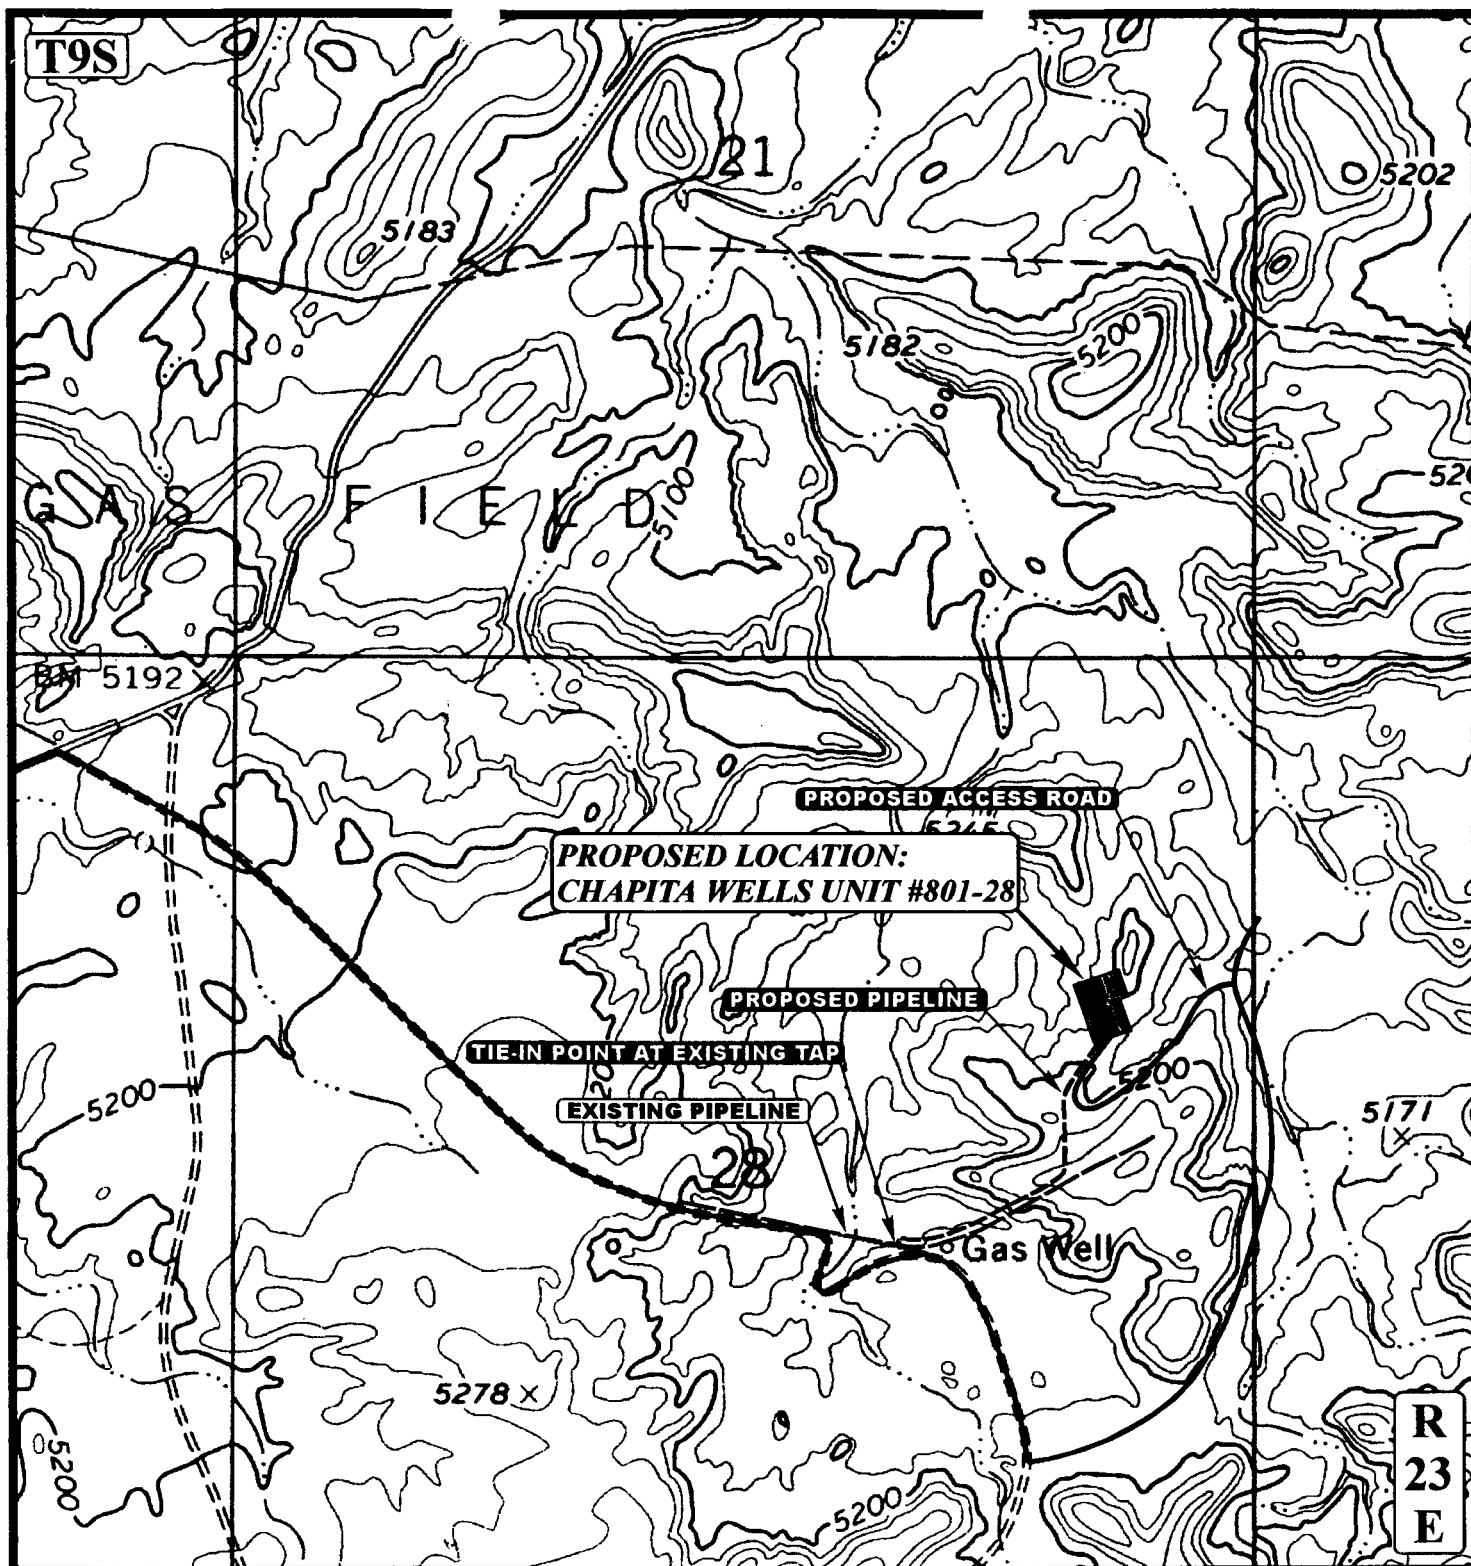 T9S
21
5202
5183
5182
5200
GAS FIELD
5100
BM 5192
PROPOSED ACCESS ROAD
PROPOSED LOCATION:
CHAPITA WELLS UNIT #801-28
PROPOSED PIPELINE
TIE-IN POINT AT EXISTING TAP
5200
5200
EXISTING PIPELINE
5171
28
Gas Well
5278
5200
5200
R
23
E